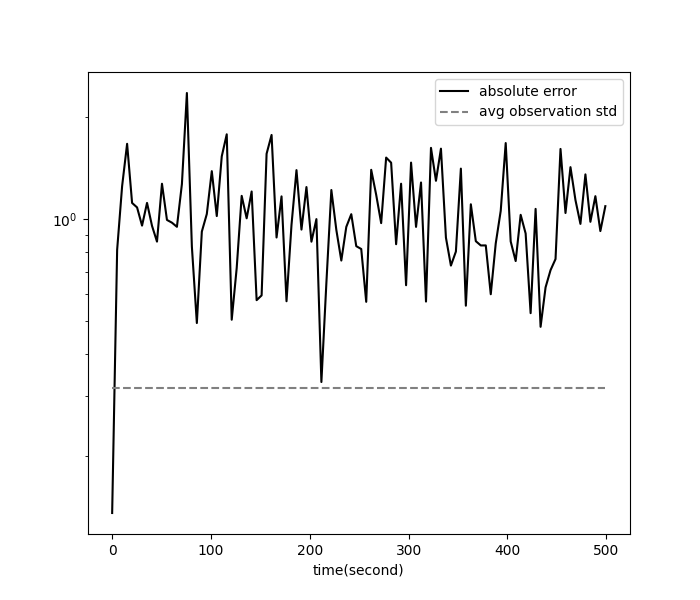 absolute error
avg observation std
10⁰
0 100 200 300 400 500
time(second)